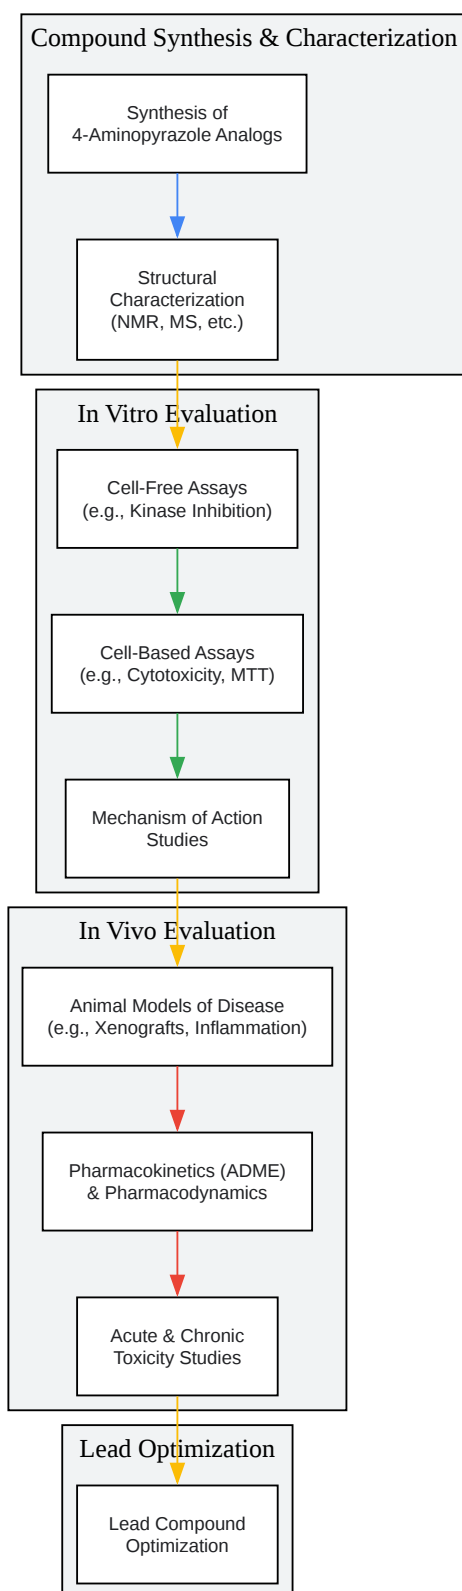 Compound Synthesis & Characterization
Synthesis of
4-Aminopyrazole Analogs
Structural
Characterization
(NMR, MS, etc.)
In Vitro Evaluation
Cell-Free Assays
(e.g., Kinase Inhibition)
Cell-Based Assays
(e.g., Cytotoxicity, MTT)
Mechanism of Action
Studies
In Vivo Evaluation
Animal Models of Disease
(e.g., Xenografts, Inflammation)
Pharmacokinetics (ADME)
& Pharmacodynamics
Acute & Chronic
Toxicity Studies
Lead Optimization
Lead Compound
Optimization